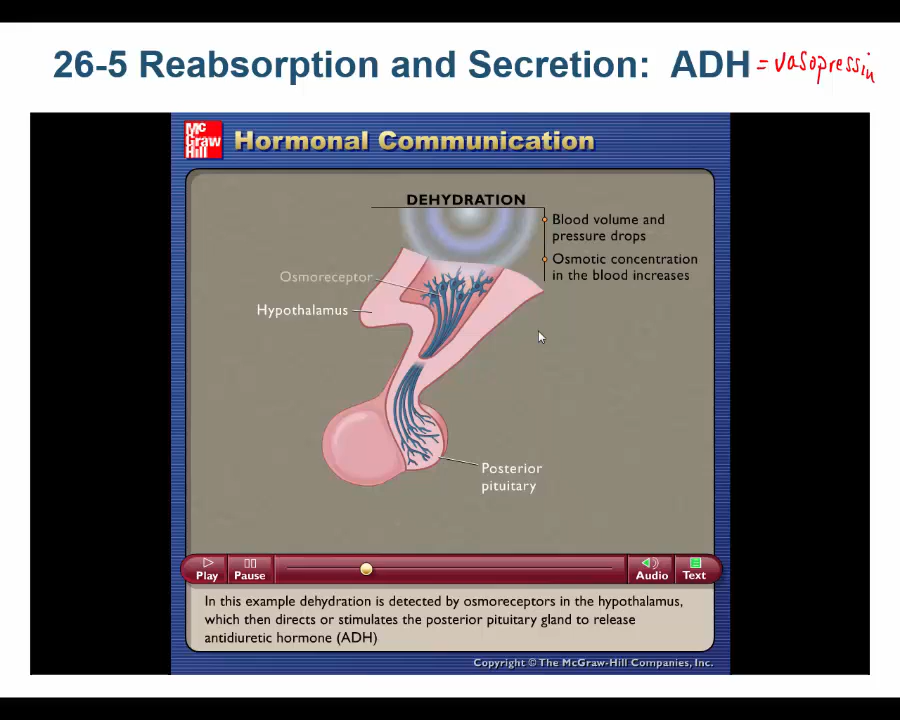 26-5 Reabsorption and Secretion: ADH = vasopressin
Mc
Graw
Hill
Hormonal Communication
DEHYDRATION
Blood volume and
pressure drops
Osmotic concentration
in the blood increases
Osmoreceptor
Hypothalamus
Posterior
pituitary
Play
Pause
Audio
Text
In this example dehydration is detected by osmoreceptors in the hypothalamus,
which then directs or stimulates the posterior pituitary gland to release
antidiuretic hormone (ADH)
Copyright © The McGraw-Hill Companies, Inc.